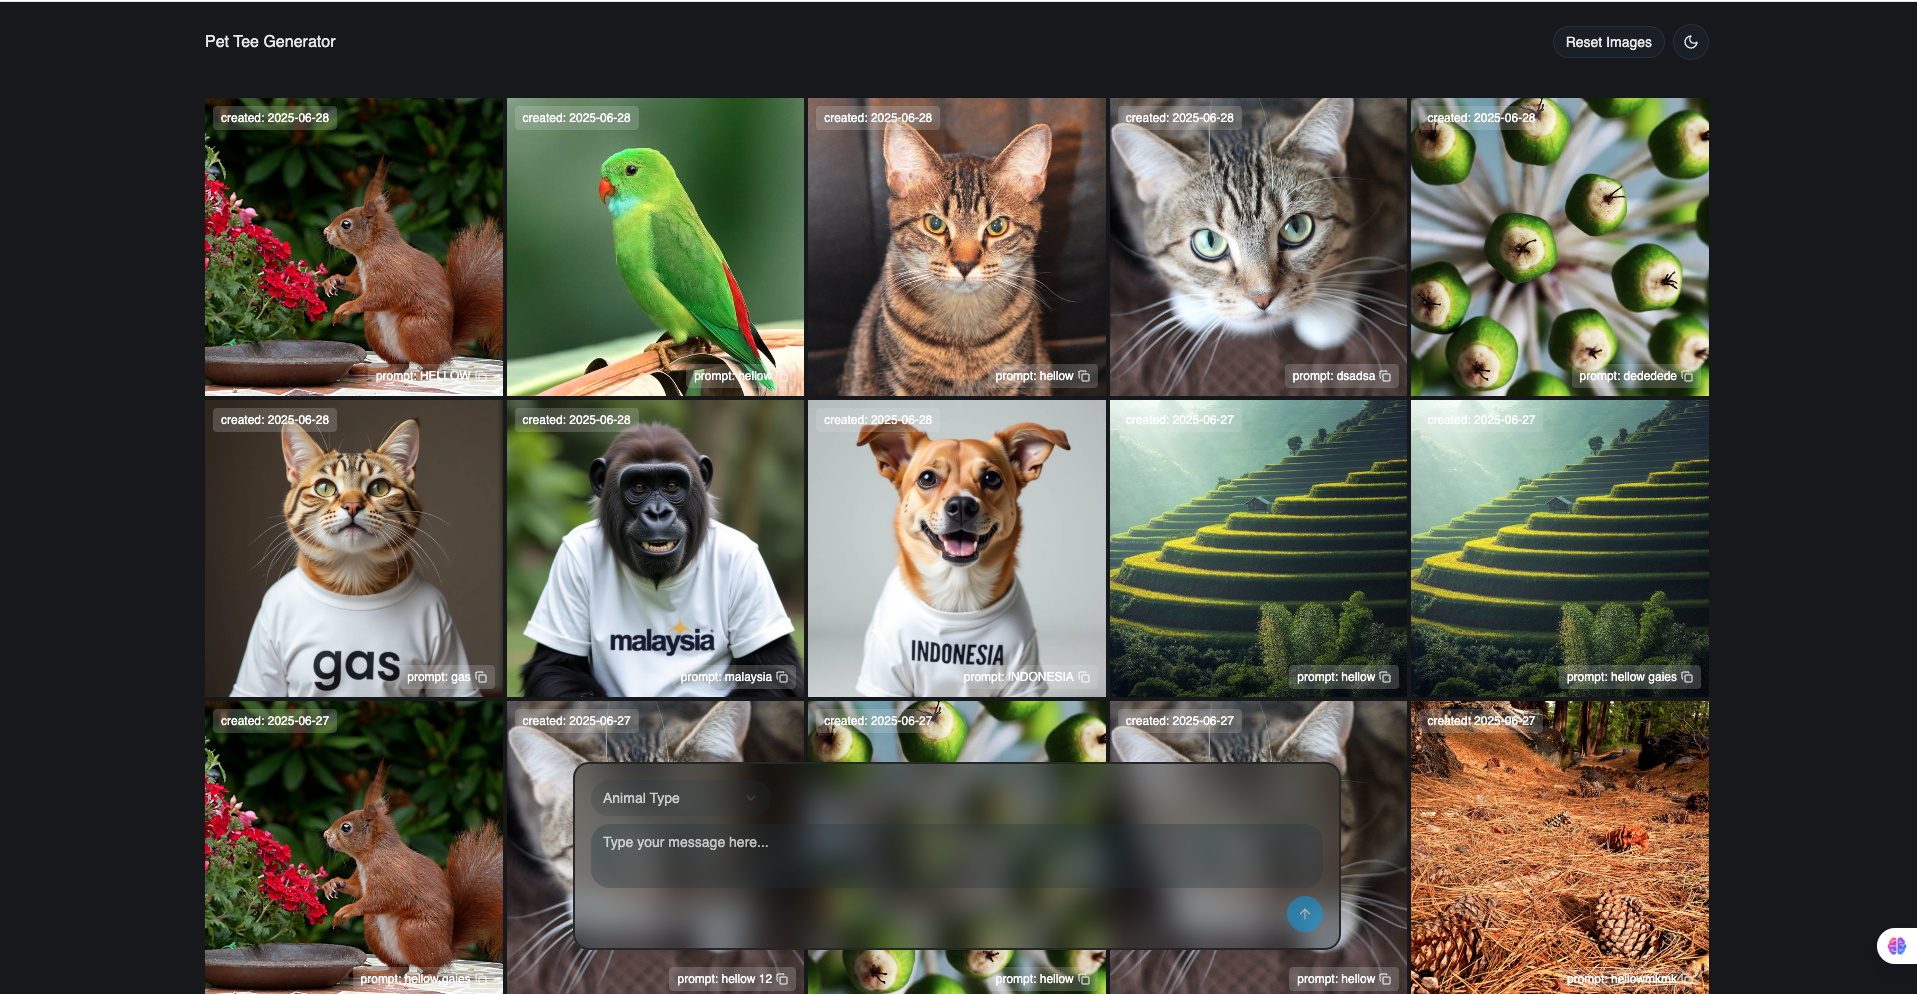 Pet Tee Generator
Reset Images
created: 2025-06-28
created: 2025-06-28
created: 2025-06-28
created: 2025-06-28
created: 2025-06-28
prompt: HELLOW
prompt: hellow
prompt: hellow
prompt: dsadsa
prompt: dededede
created: 2025-06-28
created: 2025-06-28
created: 2025-06-28
created: 2025-06-27
created: 2025-06-27
gas
malaysia
INDONESIA
prompt: gas
prompt: malaysia
prompt: INDONESIA
prompt: hellow
prompt: hellow gaies
created: 2025-06-27
created: 2025-06-27
created: 2025-06-27
created: 2025-06-27
created: 2025-06-27
Animal Type
Type your message here...
prompt: hellow gaies
prompt: hellow 12
prompt: hellow
prompt: hellow
prompt: hellowmkmk